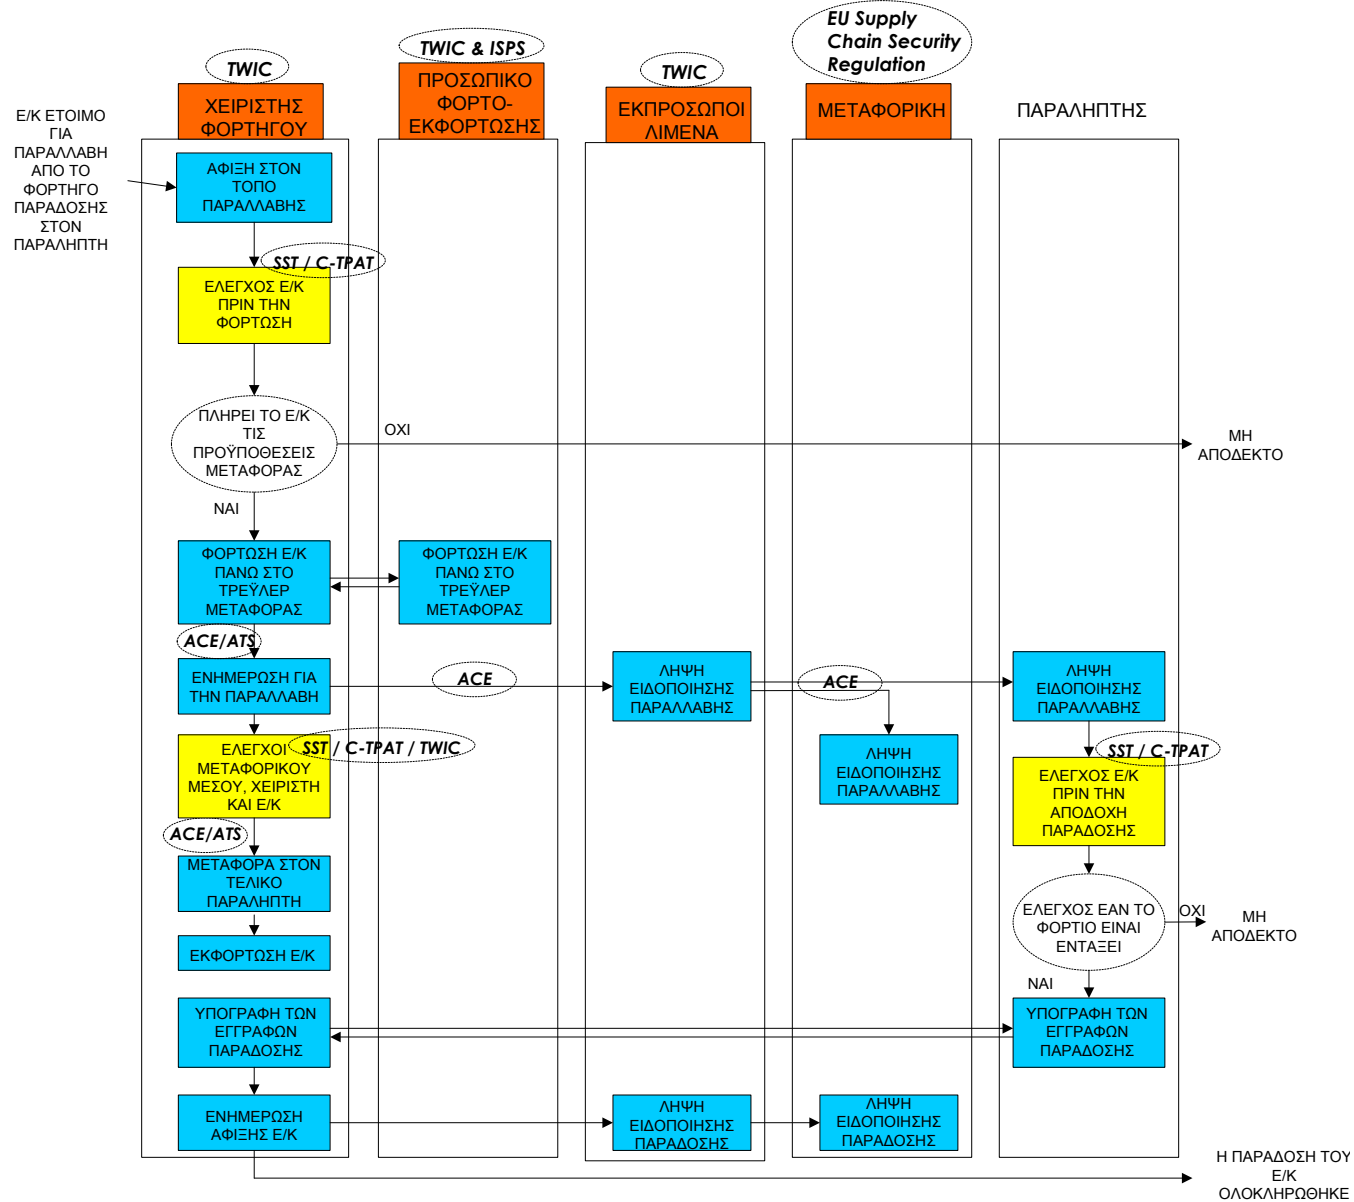 TWIC
TWIC & ISPS
TWIC
EU Supply
Chain Security
Regulation
ΧΕΙΡΙΣΤΗΣ
ΦΟΡΤΗΓΟΥ
ΠΡΟΣΩΠΙΚΟ
ΦΟΡΤΟ-
ΕΚΦΟΡΤΩΣΗΣ
ΕΚΠΡΟΣΩΠΟΙ
ΛΙΜΕΝΑ
ΜΕΤΑΦΟΡΙΚΗ
ΠΑΡΑΛΗΠΤΗΣ
Ε/Κ ΕΤΟΙΜΟ
ΓΙΑ
ΠΑΡΑΛΛΑΒΗ
ΑΠΟ ΤΟ
ΦΟΡΤΗΓΟ
ΠΑΡΑΔΟΣΗΣ
ΣΤΟΝ
ΠΑΡΑΛΗΠΤΗ
ΑΦΙΞΗ ΣΤΟΝ
ΤΟΠΟ
ΠΑΡΑΛΛΑΒΗΣ
SST / C-TPAT
ΕΛΕΓΧΟΣ Ε/Κ
ΠΡΙΝ ΤΗΝ
ΦΟΡΤΩΣΗ
ΠΛΗΡΕΙ ΤΟ Ε/Κ
ΤΙΣ
ΠΡΟΫΠΟΘΕΣΕΙΣ
ΜΕΤΑΦΟΡΑΣ
ΟΧΙ
ΜΗ
ΑΠΟΔΕΚΤΟ
ΝΑΙ
ΦΟΡΤΩΣΗ Ε/Κ
ΠΑΝΩ ΣΤΟ
ΤΡΕΫΛΕΡ
ΜΕΤΑΦΟΡΑΣ
ΦΟΡΤΩΣΗ Ε/Κ
ΠΑΝΩ ΣΤΟ
ΤΡΕΫΛΕΡ
ΜΕΤΑΦΟΡΑΣ
ACE/ATS
ΕΝΗΜΕΡΩΣΗ ΓΙΑ
ΤΗΝ ΠΑΡΑΛΛΑΒΗ
ACE
ΛΗΨΗ
ΕΙΔΟΠΟΙΗΣΗΣ
ΠΑΡΑΛΛΑΒΗΣ
ACE
ΛΗΨΗ
ΕΙΔΟΠΟΙΗΣΗΣ
ΠΑΡΑΛΛΑΒΗΣ
ΕΛΕΓΧΟΙ
ΜΕΤΑΦΟΡΙΚΟΥ
ΜΕΣΟΥ, ΧΕΙΡΙΣΤΗ
ΚΑΙ Ε/Κ
SST / C-TPAT / TWIC
ΛΗΨΗ
ΕΙΔΟΠΟΙΗΣΗΣ
ΠΑΡΑΛΛΑΒΗΣ
SST / C-TPAT
ΕΛΕΓΧΟΣ Ε/Κ
ΠΡΙΝ ΤΗΝ
ΑΠΟΔΟΧΗ
ΠΑΡΑΔΟΣΗΣ
ACE/ATS
ΜΕΤΑΦΟΡΑ ΣΤΟΝ
ΤΕΛΙΚΟ
ΠΑΡΑΛΗΠΤΗ
ΕΛΕΓΧΟΣ ΕΑΝ ΤΟ
ΦΟΡΤΙΟ ΕΙΝΑΙ
ΕΝΤΑΞΕΙ
ΟΧΙ
ΜΗ
ΑΠΟΔΕΚΤΟ
ΕΚΦΟΡΤΩΣΗ Ε/Κ
ΝΑΙ
ΥΠΟΓΡΑΦΗ ΤΩΝ
ΕΓΓΡΑΦΩΝ
ΠΑΡΑΔΟΣΗΣ
ΥΠΟΓΡΑΦΗ ΤΩΝ
ΕΓΓΡΑΦΩΝ
ΠΑΡΑΔΟΣΗΣ
ΕΝΗΜΕΡΩΣΗ
ΑΦΙΞΗΣ Ε/Κ
ΛΗΨΗ
ΕΙΔΟΠΟΙΗΣΗΣ
ΠΑΡΑΔΟΣΗΣ
ΛΗΨΗ
ΕΙΔΟΠΟΙΗΣΗΣ
ΠΑΡΑΔΟΣΗΣ
Η ΠΑΡΑΔΟΣΗ ΤΟΥ
Ε/Κ
ΟΛΟΚΛΗΡΩΘΗΚΕ